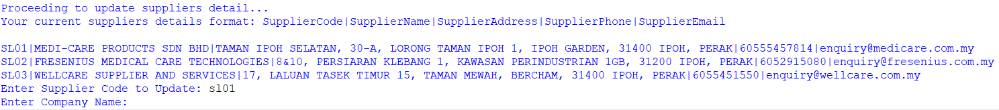 Proceeding to update suppliers detail...
Your current suppliers details format: SupplierCode|SupplierName|SupplierAddress|SupplierPhone|SupplierEmail
SL01|MEDI-CARE PRODUCTS SDN BHD|TAMAN IPOH SELATAN, 30-A, LORONG TAMAN IPOH 1, IPOH GARDEN, 31400 IPOH, PERAK|60555457814|enquiry@medicare.com.my
SL02|FRESENIUS MEDICAL CARE TECHNOLOGIES|8&10, PERSIARAN KLEBANG 1, KAWASAN PERINDUSTRIAN 1GB, 31200 IPOH, PERAK|6052915080|enquiry@fresenius.com.my
SL03|WELLCARE SUPPLIER AND SERVICES|17, LALUAN TASEK TIMUR 15, TAMAN MEWAH, BERCHAM, 31400 IPOH, PERAK|6055451550|enquiry@wellcare.com.my
Enter Supplier Code to Update: sl01
Enter Company Name: